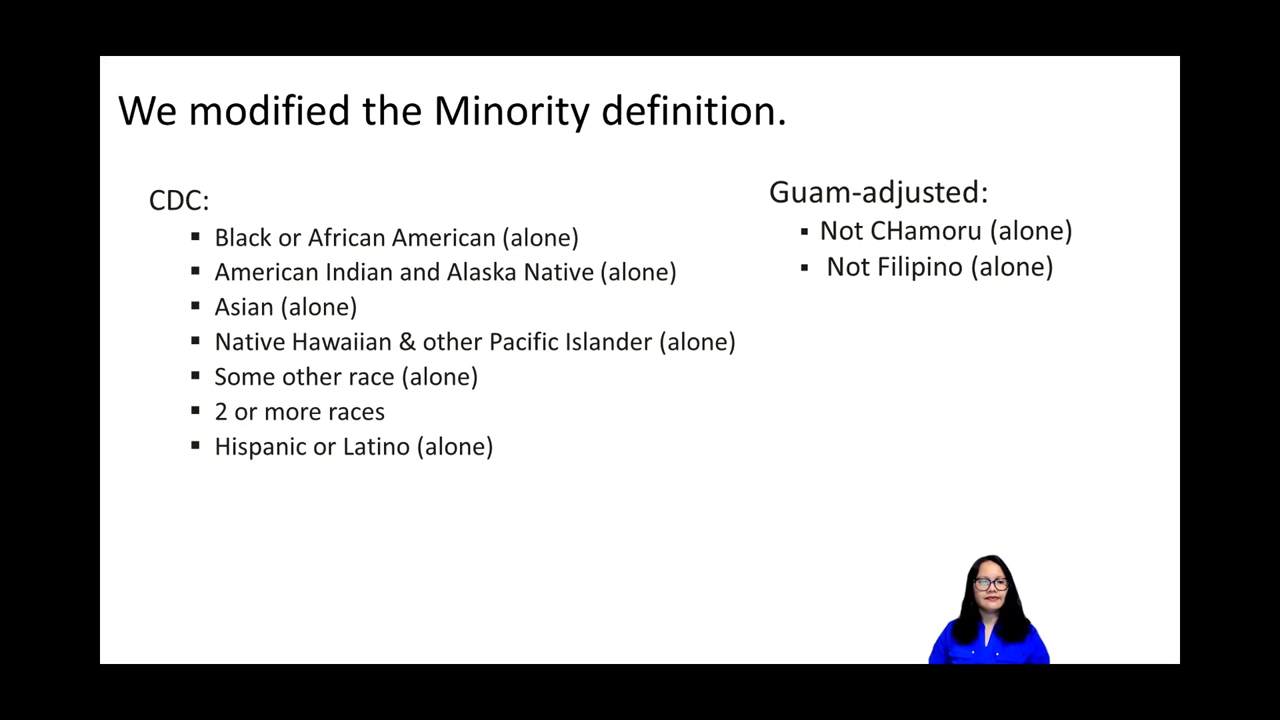 We modified the Minority definition.
CDC:
▪ Black or African American (alone)
▪ American Indian and Alaska Native (alone)
▪ Asian (alone)
▪ Native Hawaiian & other Pacific Islander (alone)
▪ Some other race (alone)
▪ 2 or more races
▪ Hispanic or Latino (alone)
Guam-adjusted:
▪ Not CHamoru (alone)
▪ Not Filipino (alone)